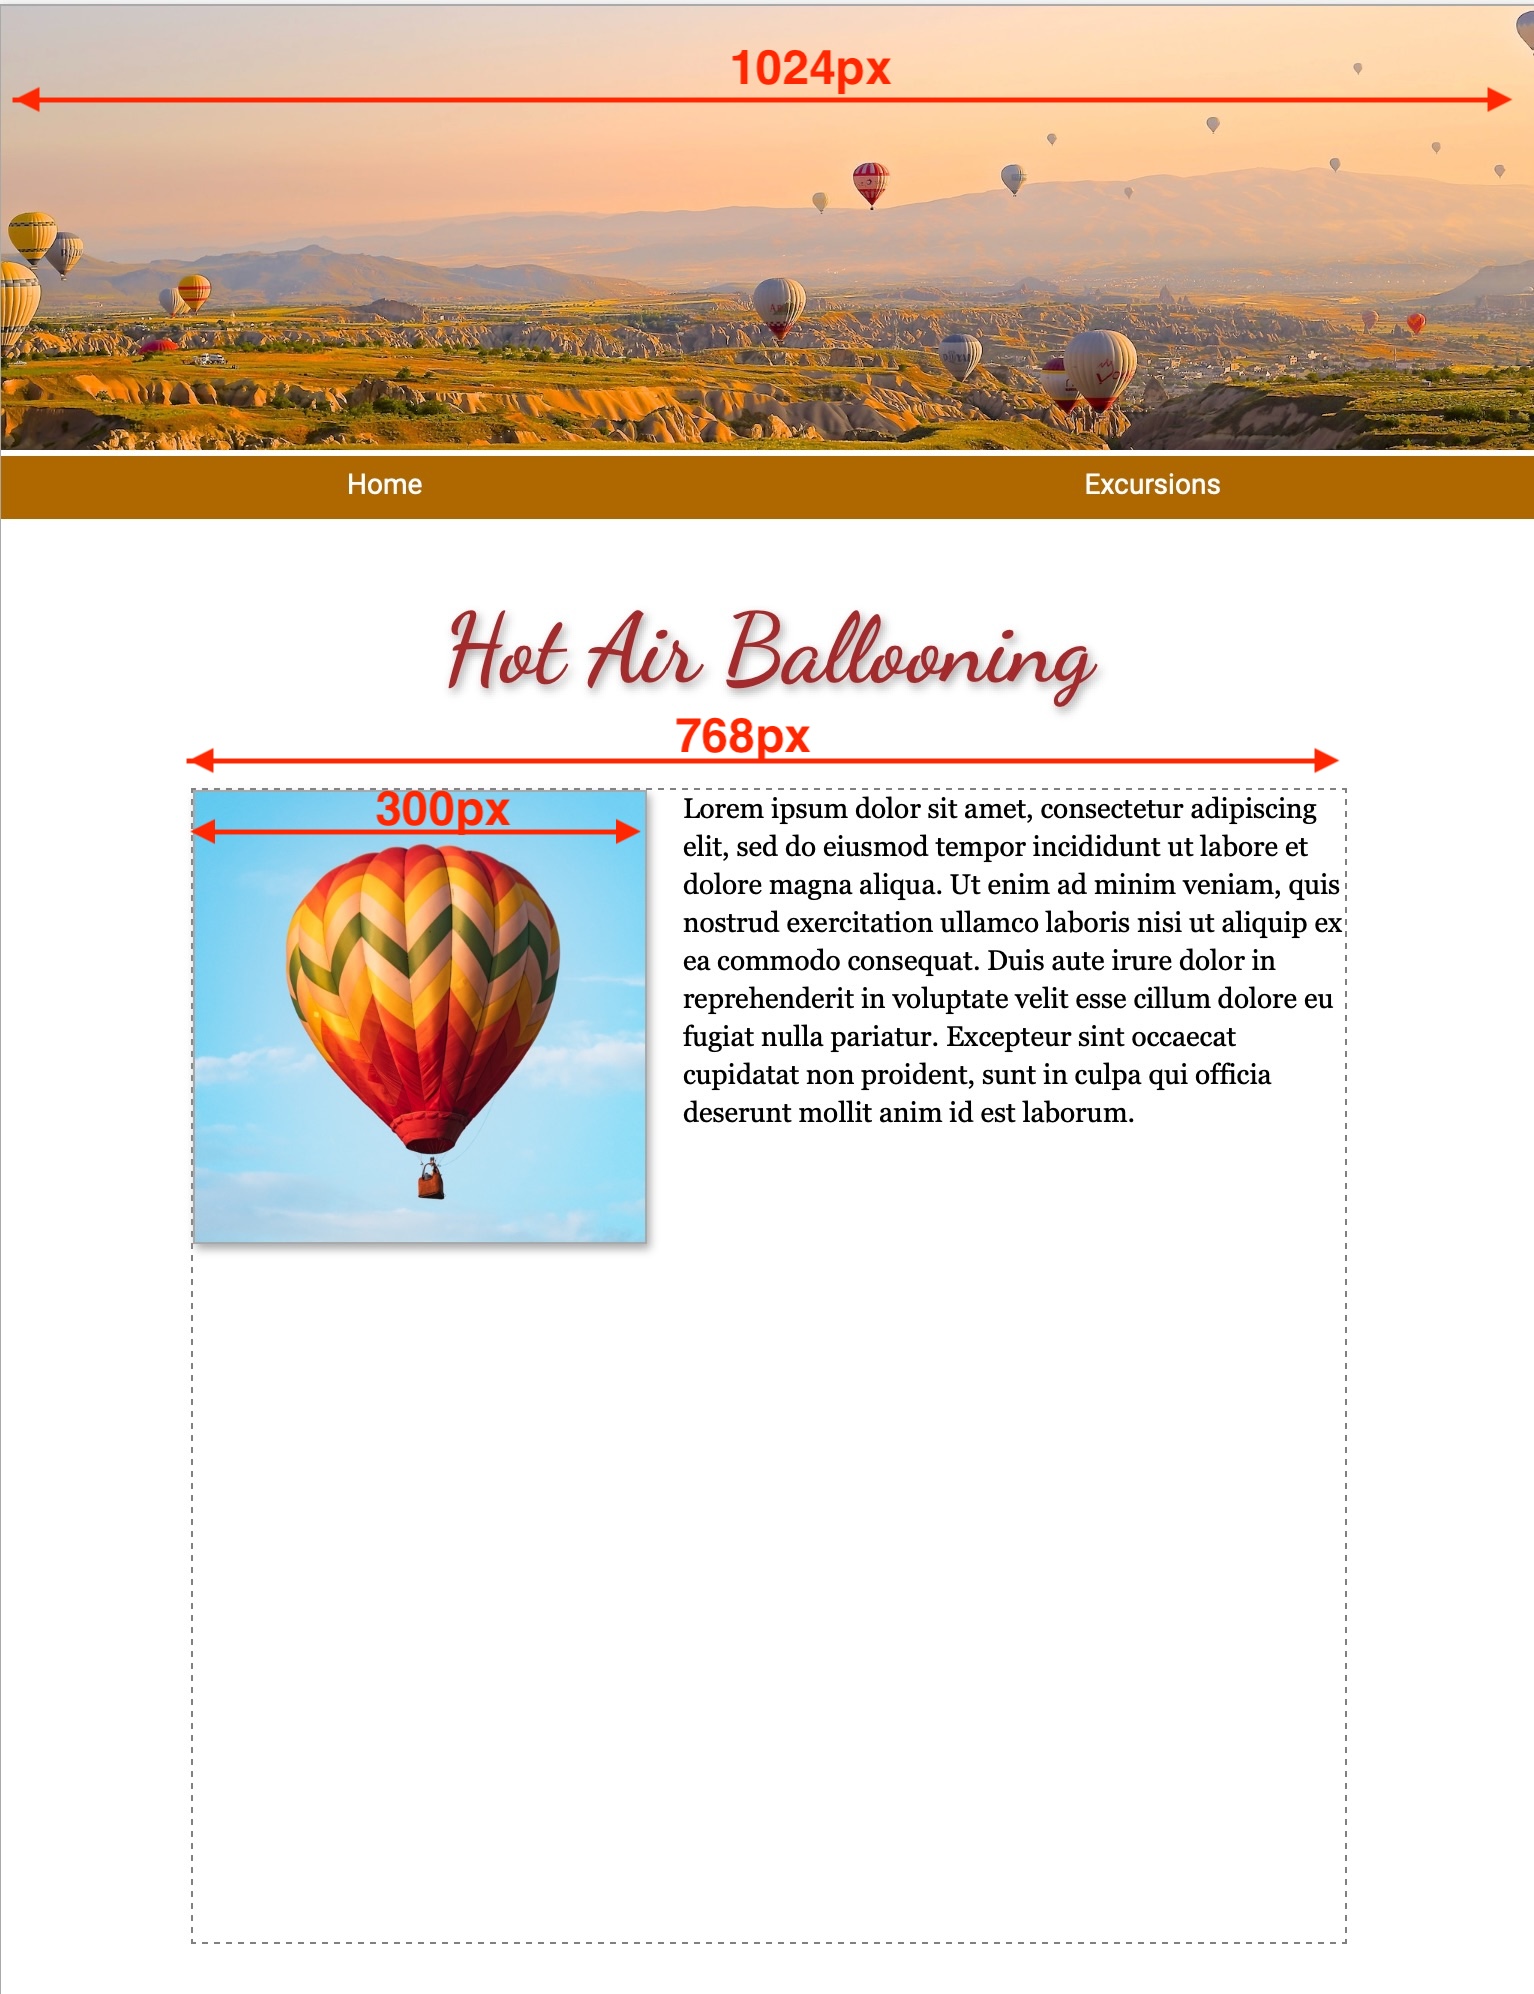 1024px
Home Excursions
Hot Air Ballooning
768px
300px
Lorem ipsum dolor sit amet, consectetur adipiscing
elit, sed do eiusmod tempor incididunt ut labore et
dolore magna aliqua. Ut enim ad minim veniam, quis
nostrud exercitation ullamco laboris nisi ut aliquip ex
ea commodo consequat. Duis aute irure dolor in
reprehenderit in voluptate velit esse cillum dolore eu
fugiat nulla pariatur. Excepteur sint occaecat
cupidatat non proident, sunt in culpa qui officia
deserunt mollit anim id est laborum.